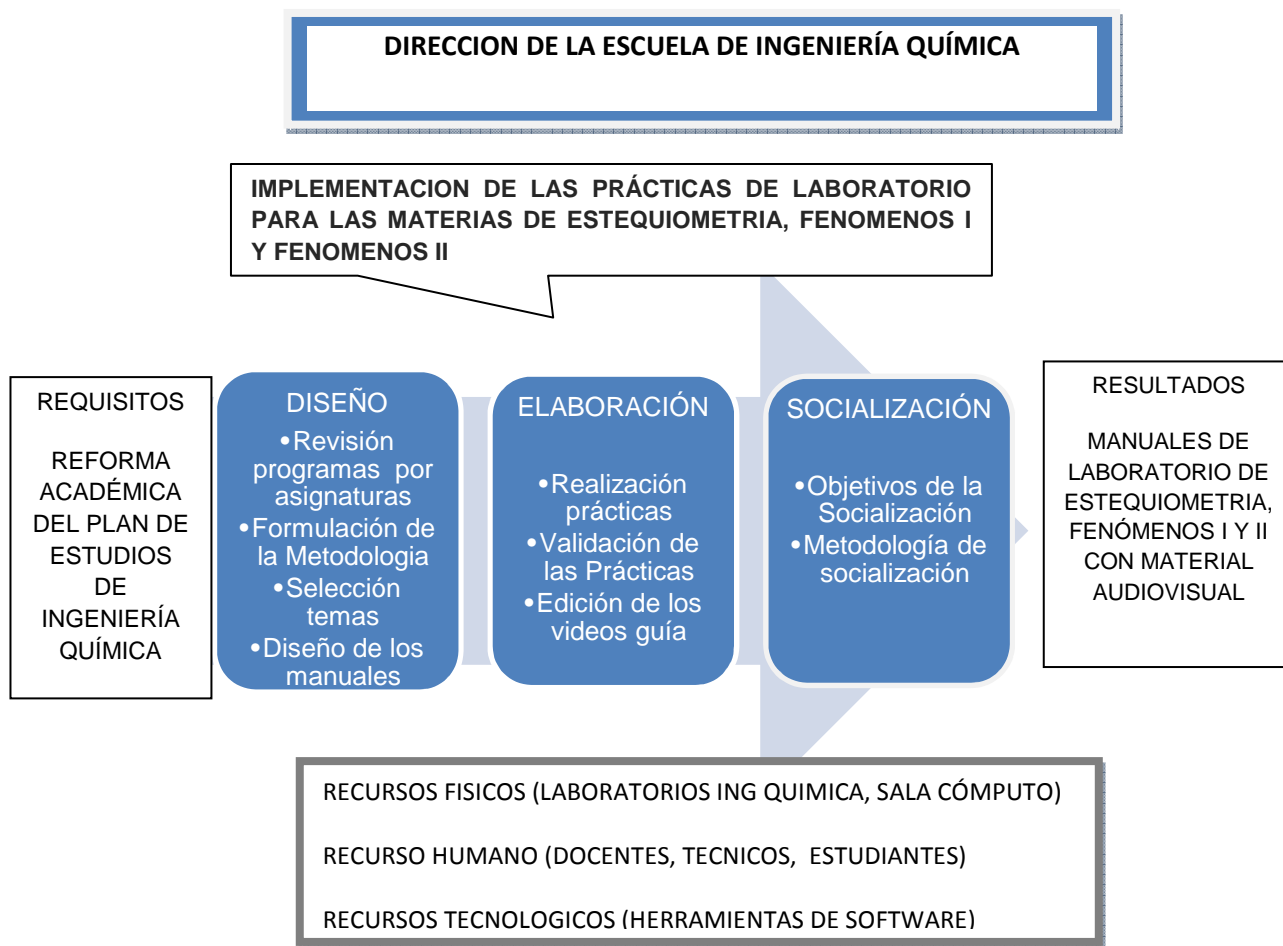 DIRECCION DE LA ESCUELA DE INGENIERÍA QUÍMICA
IMPLEMENTACION DE LAS PRÁCTICAS DE LABORATORIO
PARA LAS MATERIAS DE ESTEQUIOMETRIA, FENOMENOS I
Y FENOMENOS II
REQUISITOS
REFORMA
ACADÉMICA
DEL PLAN DE
ESTUDIOS
DE
INGENIERÍA
QUÍMICA
DISEÑO
•Revisión
programas por
asignaturas
•Formulación de
la Metodologia
•Selección
temas
•Diseño de los
manuales
ELABORACIÓN
•Realización
prácticas
•Validación de
las Prácticas
•Edición de los
videos guía
SOCIALIZACIÓN
•Objetivos de la
Socialización
•Metodología de
socialización
RESULTADOS
MANUALES DE
LABORATORIO DE
ESTEQUIOMETRIA,
FENÓMENOS I Y II
CON MATERIAL
AUDIOVISUAL
RECURSOS FISICOS (LABORATORIOS ING QUIMICA, SALA CÓMPUTO)
RECURSO HUMANO (DOCENTES, TECNICOS, ESTUDIANTES)
RECURSOS TECNOLOGICOS (HERRAMIENTAS DE SOFTWARE)